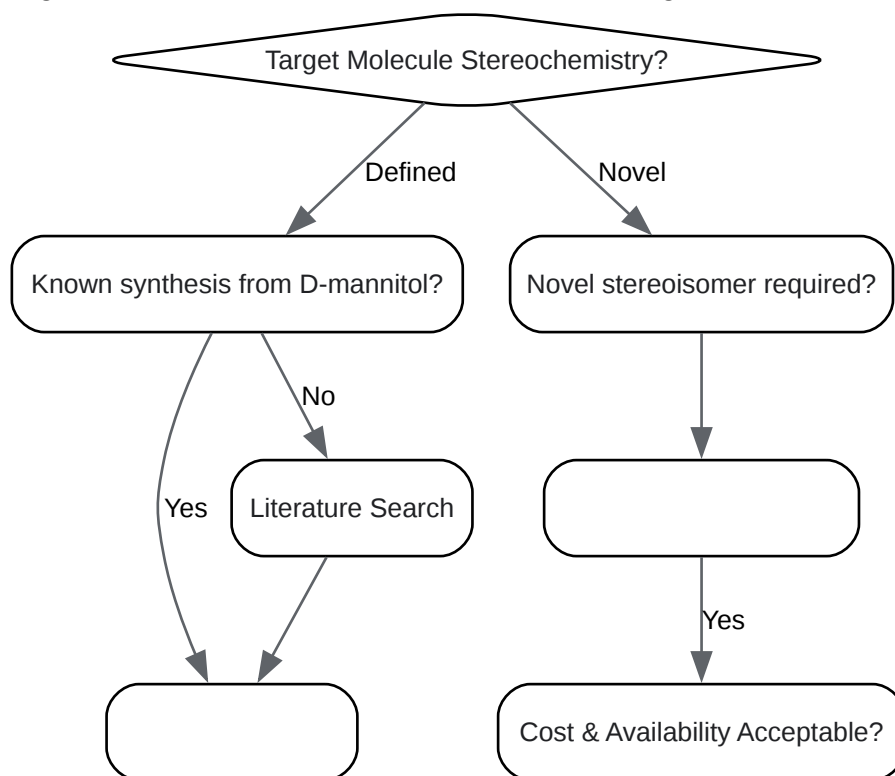 Target Molecule Stereochemistry?
Defined
Novel
Known synthesis from D-mannitol?
Novel stereoisomer required?
No
Yes
Literature Search
Yes
Cost & Availability Acceptable?